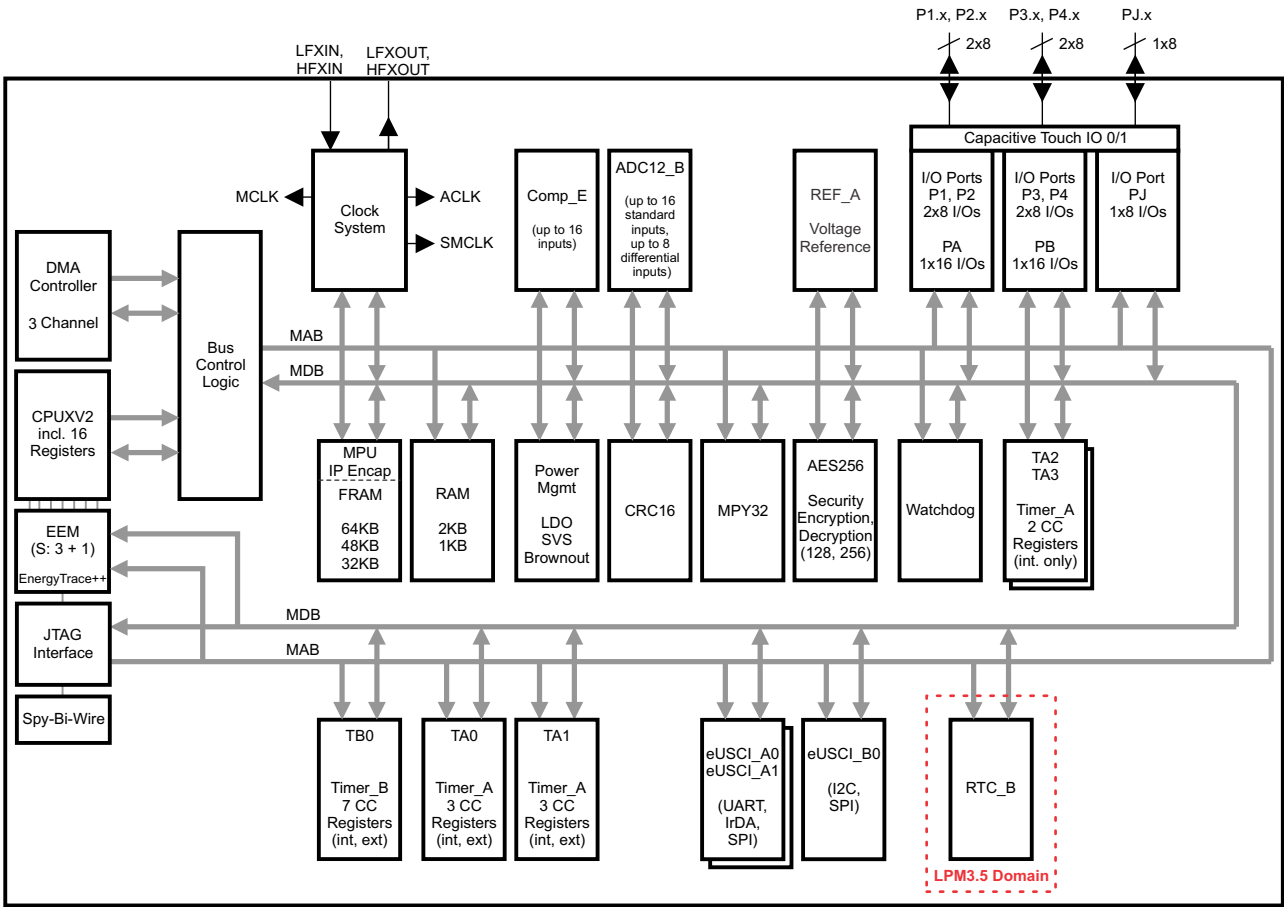 P1.x, P2.x
P3.x, P4.x
PJ.x
2x8
2x8
1x8
LFXIN,
HFXIN
LFXOUT,
HFXOUT
Capacitive Touch IO 0/1
MCLK
Clock
System
ACLK
SMCLK
Comp_E
(up to 16
inputs)
ADC12_B
(up to 16
standard
inputs,
up to 8
differential
inputs)
REF_A
Voltage
Reference
I/O Ports
P1, P2
2x8 I/Os
PA
1x16 I/Os
I/O Ports
P3, P4
2x8 I/Os
PB
1x16 I/Os
I/O Port
PJ
1x8 I/Os
DMA
Controller
3 Channel
Bus
Control
Logic
MAB
MDB
CPUXV2
incl. 16
Registers
MPU
IP Encap
FRAM
64KB
48KB
32KB
RAM
2KB
1KB
Power
Mgmt
LDO
SVS
Brownout
CRC16
MPY32
AES256
Security
Encryption,
Decryption
(128, 256)
Watchdog
TA2
TA3
Timer_A
2 CC
Registers
(int. only)
EEM
(S: 3 + 1)
EnergyTrace++
MDB
JTAG
Interface
MAB
Spy-Bi-Wire
TB0
Timer_B
7 CC
Registers
(int, ext)
TA0
Timer_A
3 CC
Registers
(int, ext)
TA1
Timer_A
3 CC
Registers
(int, ext)
eUSCI_A0
eUSCI_A1
(UART,
IrDA,
SPI)
eUSCI_B0
(I2C,
SPI)
RTC_B
LPM3.5 Domain